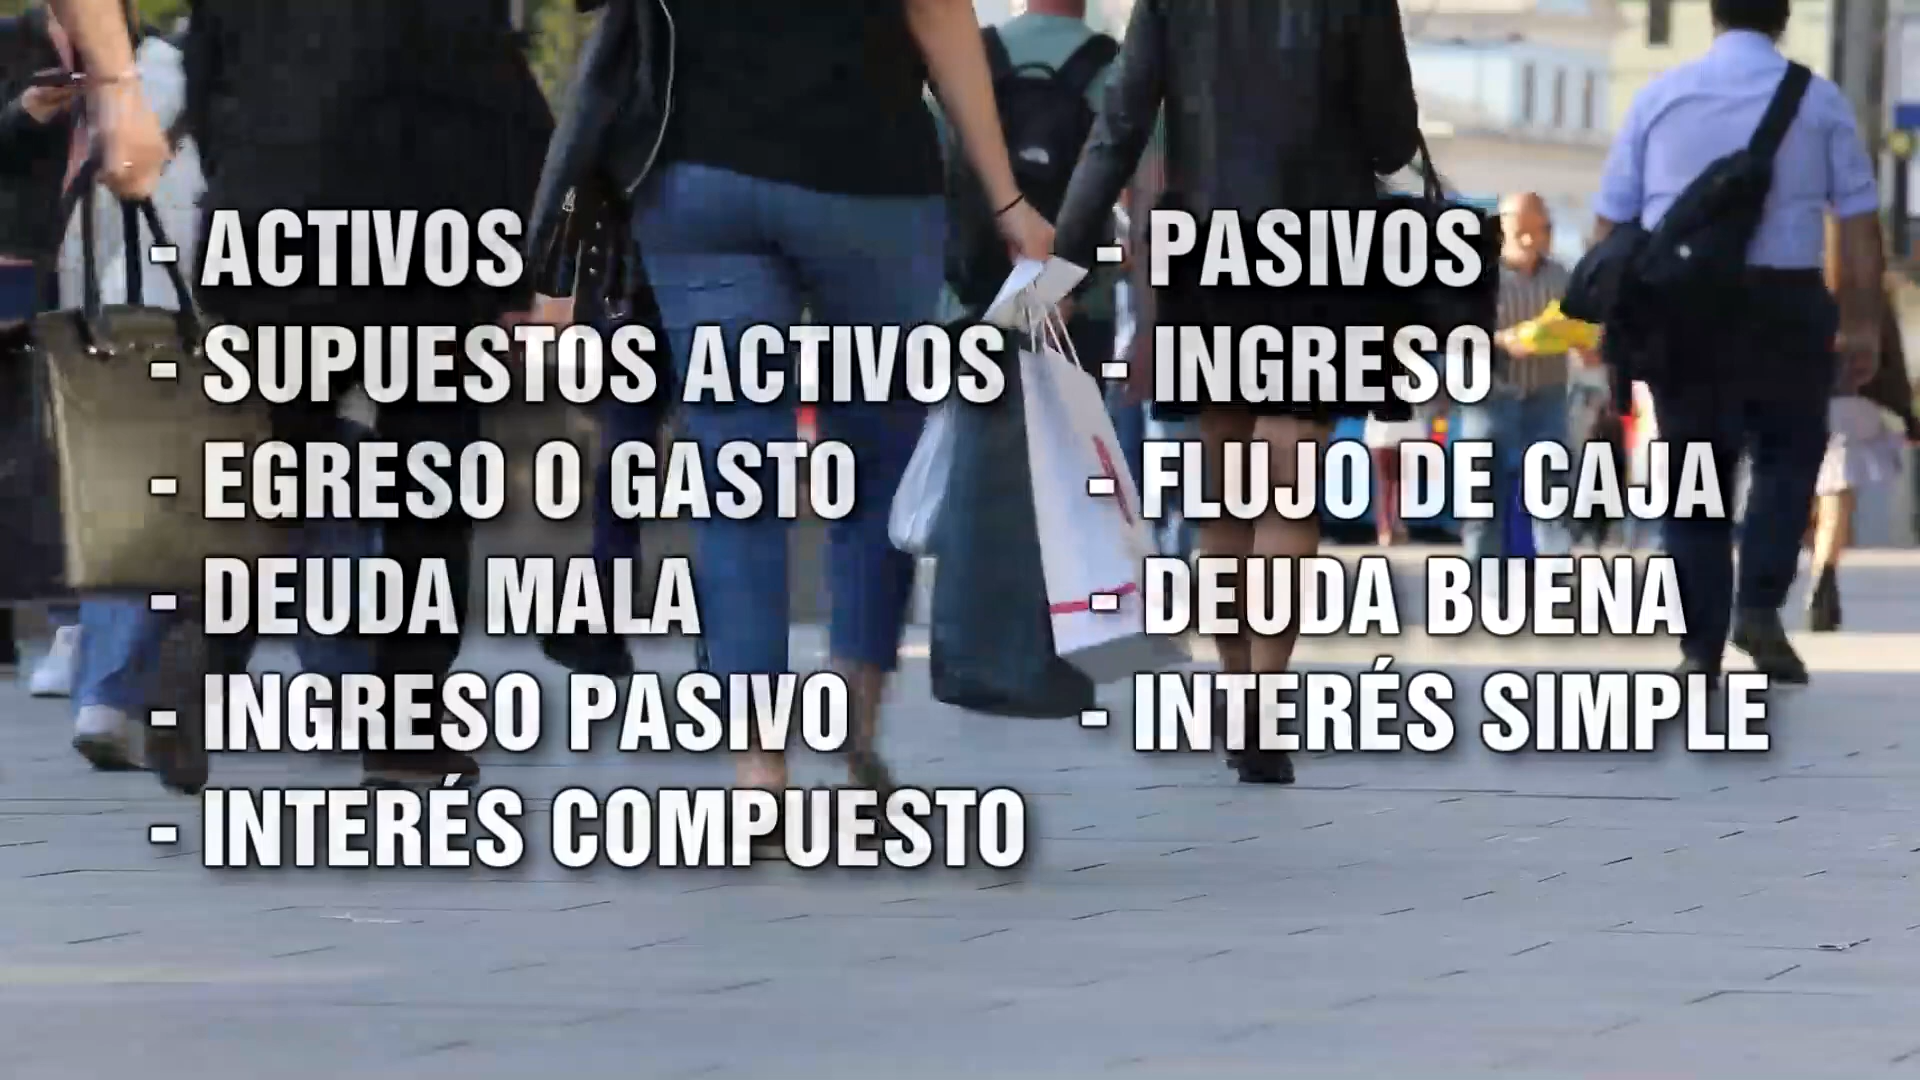 - ACTIVOS
- SUPUESTOS ACTIVOS
- EGRESO O GASTO
- DEUDA MALA
- INGRESO PASIVO
- INTERÉS COMPUESTO
- PASIVOS
- INGRESO
- FLUJO DE CAJA
- DEUDA BUENA
- INTERÉS SIMPLE